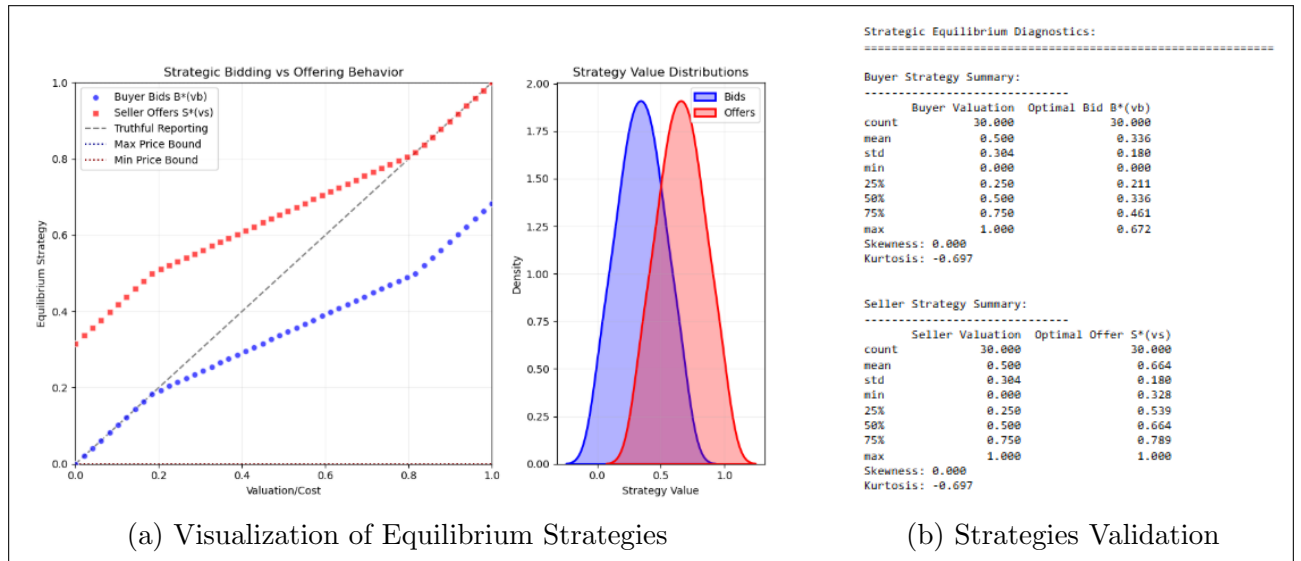 Strategic Bidding vs Offering Behavior
1.0
0.8
0.6
0.4
0.2
0.0
Equilibrium Strategy
Buyer Bids B*(vb)
Seller Offers S*(vs)
Truthful Reporting
Max Price Bound
Min Price Bound
0.0 0.2 0.4 0.6 0.8 1.0
Valuation/Cost
Strategy Value Distributions
2.00
1.75
1.50
1.25
1.00
0.75
0.50
0.25
0.00
Density
Bids
Offers
0.0 0.5 1.0
Strategy Value
(a) Visualization of Equilibrium Strategies
Strategic Equilibrium Diagnostics:
============================================================
Buyer Strategy Summary:
------------------------------
Buyer Valuation Optimal Bid B*(vb)
count 30.000 30.000
mean 0.500 0.336
std 0.304 0.180
min 0.000 0.000
25% 0.250 0.211
50% 0.500 0.336
75% 0.750 0.461
max 1.000 0.672
Skewness: 0.000
Kurtosis: -0.697
Seller Strategy Summary:
------------------------------
Seller Valuation Optimal Offer S*(vs)
count 30.000 30.000
mean 0.500 0.664
std 0.304 0.180
min 0.000 0.328
25% 0.250 0.539
50% 0.500 0.664
75% 0.750 0.789
max 1.000 1.000
Skewness: 0.000
Kurtosis: -0.697
(b) Strategies Validation